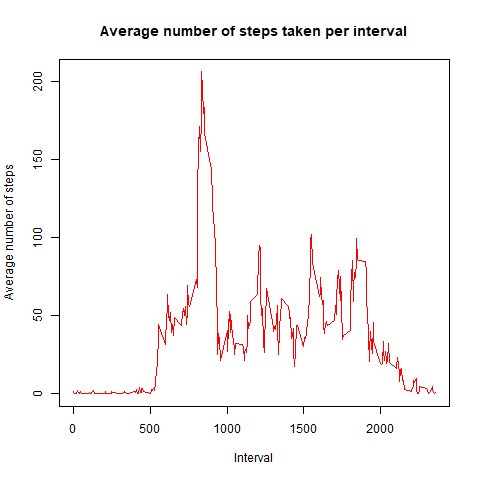 Average number of steps taken per interval
Average number of steps
200
150
100
50
0
0 500 1000 1500 2000
Interval